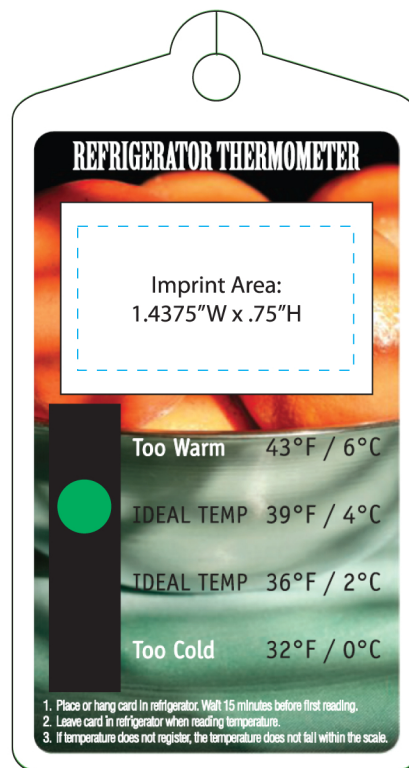 REFRIGERATOR THERMOMETER
Imprint Area:
1.4375”W x .75”H
Too Warm 43°F / 6°C
IDEAL TEMP 39°F / 4°C
IDEAL TEMP 36°F / 2°C
Too Cold 32°F / 0°C
1. Place or hang card in refrigerator. Wait 15 minutes before first reading.
2. Leave card in refrigerator when reading temperature.
3. If temperature does not register, the temperature does not fall within the scale.